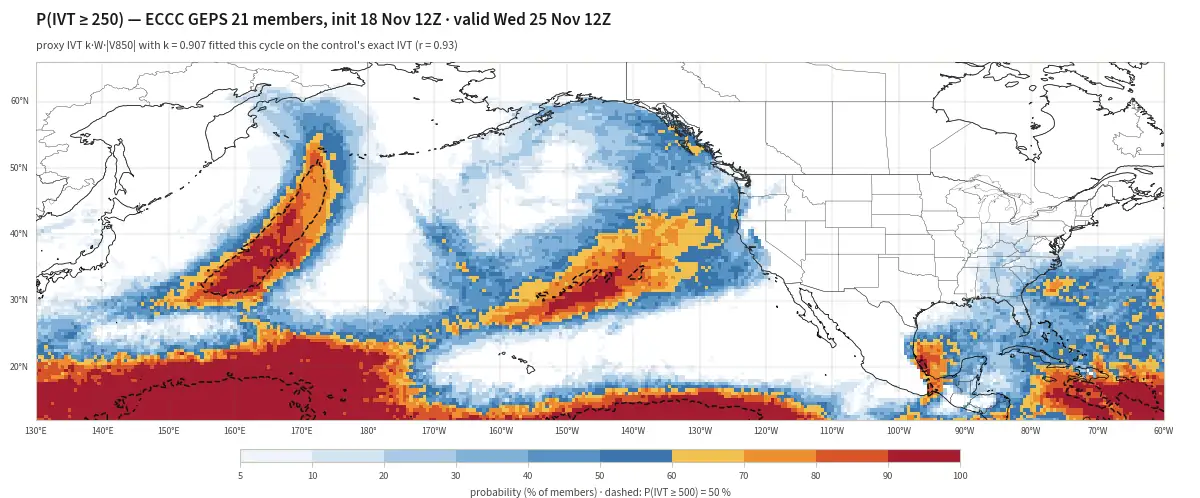 P(IVT ≥ 250) — ECCC GEPS 21 members, init 18 Nov 12Z · valid Wed 25 Nov 12Z
proxy IVT k·W·|V850| with k = 0.907 fitted this cycle on the control's exact IVT (r = 0.93)
60°N
50°N
40°N
30°N
20°N
130°E 140°E 150°E 160°E 170°E 180° 170°W 160°W 150°W 140°W 130°W 120°W 110°W 100°W 90°W 80°W 70°W 60°W
5 10 20 30 40 50 60 70 80 90 100
probability (% of members) · dashed: P(IVT ≥ 500) = 50 %